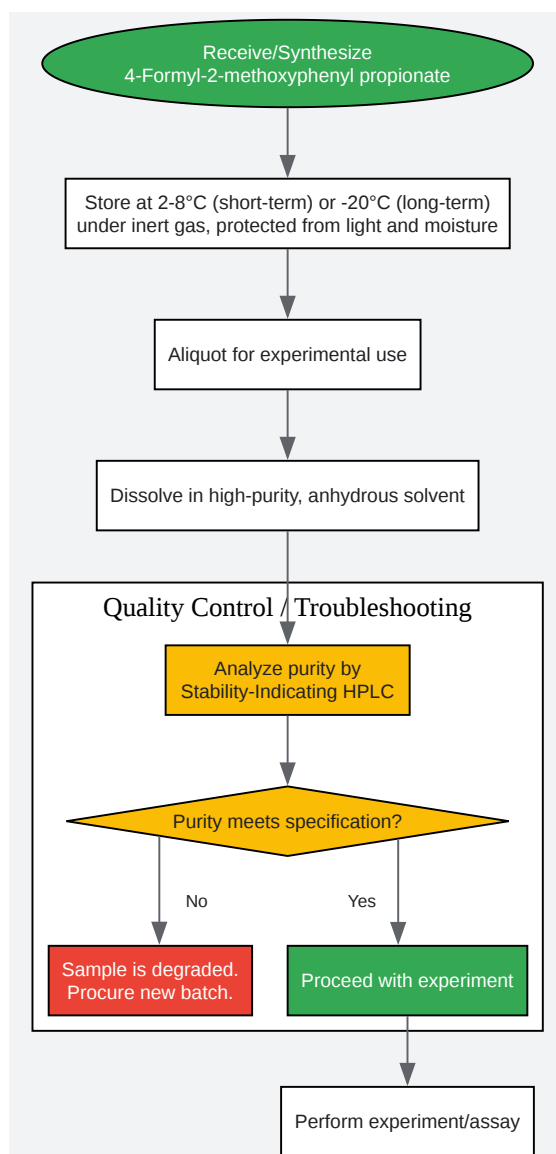 Receive/Synthesize
4-Formyl-2-methoxyphenyl propionate
Store at 2-8°C (short-term) or -20°C (long-term)
under inert gas, protected from light and moisture
Aliquot for experimental use
Dissolve in high-purity, anhydrous solvent
Quality Control / Troubleshooting
Analyze purity by
Stability-Indicating HPLC
Purity meets specification?
No
Yes
Sample is degraded.
Procure new batch.
Proceed with experiment
Perform experiment/assay